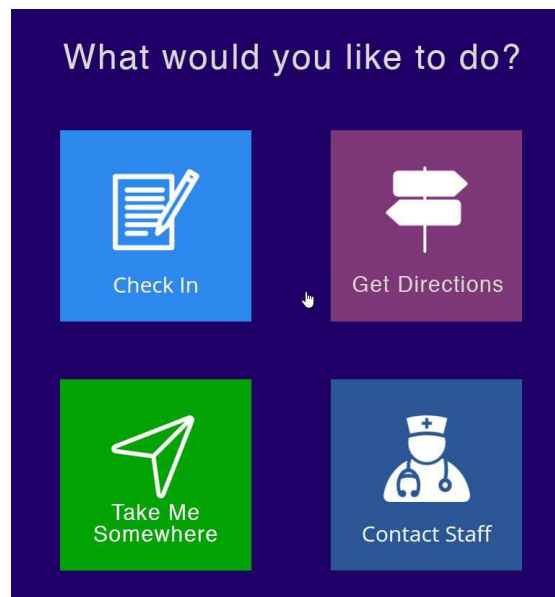 What would you like to do?
Check In
Get Directions
Take Me
Somewhere
Contact Staff